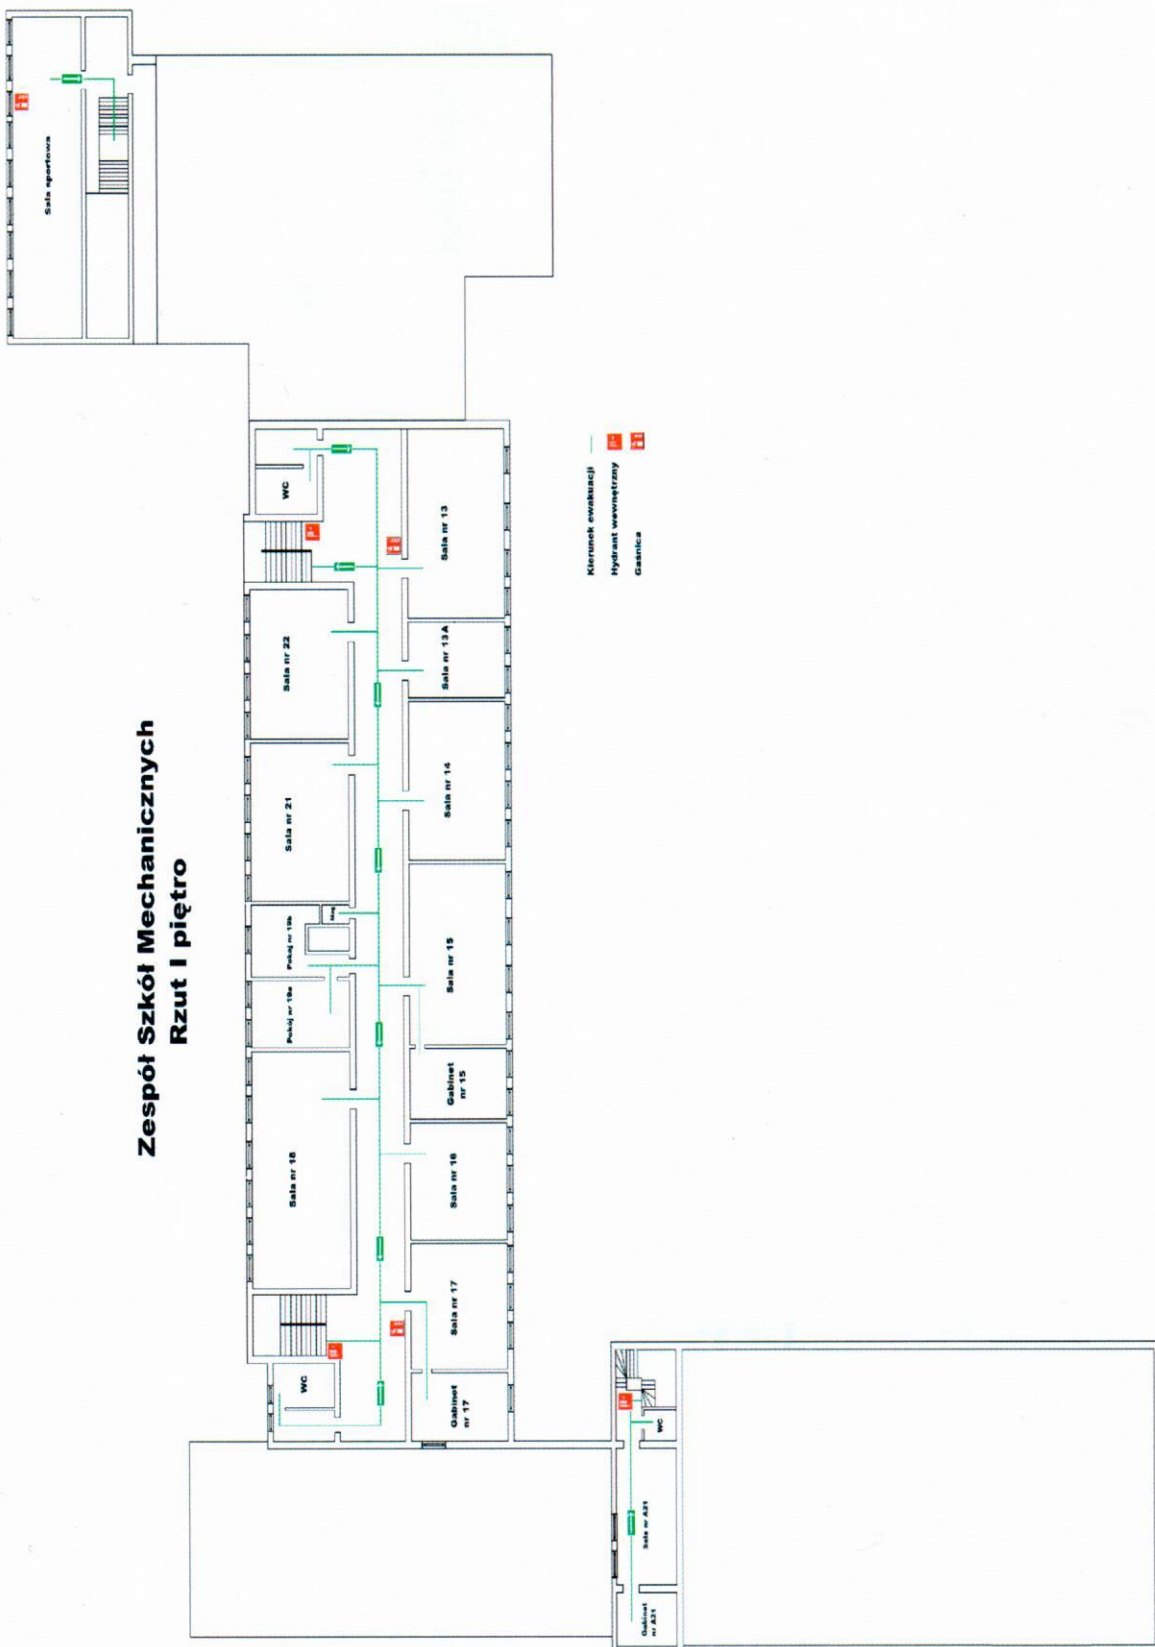 Zespół Szkół Mechanicznych
Rzut I piętro
Sala sportowa
WC
Sala nr 18
Pokój nr 19a
Pokój nr 19b
Sala nr 21
Sala nr 22
WC
Gabinet
nr 17
Sala nr 17
Sala nr 16
Gabinet
nr 15
Sala nr 15
Sala nr 14
Sala nr 13A
Sala nr 13
Kierunek ewakuacji
Hydrant wewnętrzny
Gaśnica
Gabinet
nr A21
Sala nr A21
WC